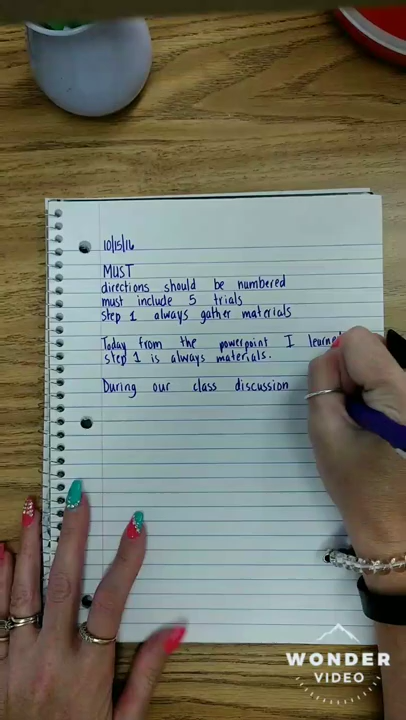 10/15/16
MUST
directions should be numbered
must include 5 trials
step 1 always gather materials
Today from the powerpoint I learned
step 1 is always materials.
During our class discussion
WONDER
VIDEO